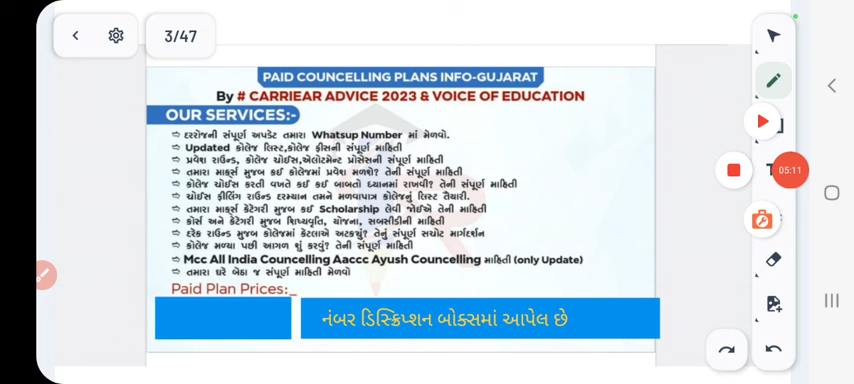 3/47
PAID COUNCELLING PLANS INFO-GUJARAT
By # CARRIEAR ADVICE 2023 & VOICE OF EDUCATION
OUR SERVICES:-
⇨ દરરોજની સંપૂર્ણ અપડેટ તમારા Whatsup Number માં મેળવો.
⇨ Updated કોલેજ લિસ્ટ,કોલેજ ફીસની સંપૂર્ણ માહિતી
⇨ પ્રવેશ રાઉન્ડ, કોલેજ ચોઈસ,એલોટમેન્ટ પ્રોસેસની સંપૂર્ણ માહિતી
⇨ તમારા માર્ક્સ મુજબ કઈ કોલેજમાં પ્રવેશ મળશે? તેની સંપૂર્ણ માહિતી
⇨ કોલેજ ચોઈસ કરતી વખતે કઈ કઈ બાબતો ધ્યાનમાં રાખવી? તેની સંપૂર્ણ માહિતી
⇨ ચોઈસ ફીલિંગ રાઉન્ડ દરમ્યાન તમને મળવાપાત્ર કોલેજનું લિસ્ટ તૈયારી.
⇨ તમારા માર્ક્સ કેટેગરી મુજબ કઈ Scholarship લેવી જોઈએ તેની માહિતી
⇨ કોર્સ અને કેટેગરી મુજબ શિષ્યવૃતિ, યોજના, સબસીડીની માહિતી
⇨ દરેક રાઉન્ડ મુજબ કોલેજમાં કેટલાએ અટકયું? તેનું સંપૂર્ણ સચોટ માર્ગદર્શન
⇨ કોલેજ મળ્યા પછી આગળ શું કરવું? તેની સંપૂર્ણ માહિતી
⇨ Mcc All India Councelling Aaccc Ayush Councelling માહિતી (only Update)
⇨ તમારા ઘરે બેઠા જ સંપૂર્ણ માહિતી મેળવો
Paid Plan Prices:_
નંબર ડિસ્ક્રિપ્શન બોક્સમાં આપેલ છે
05:11